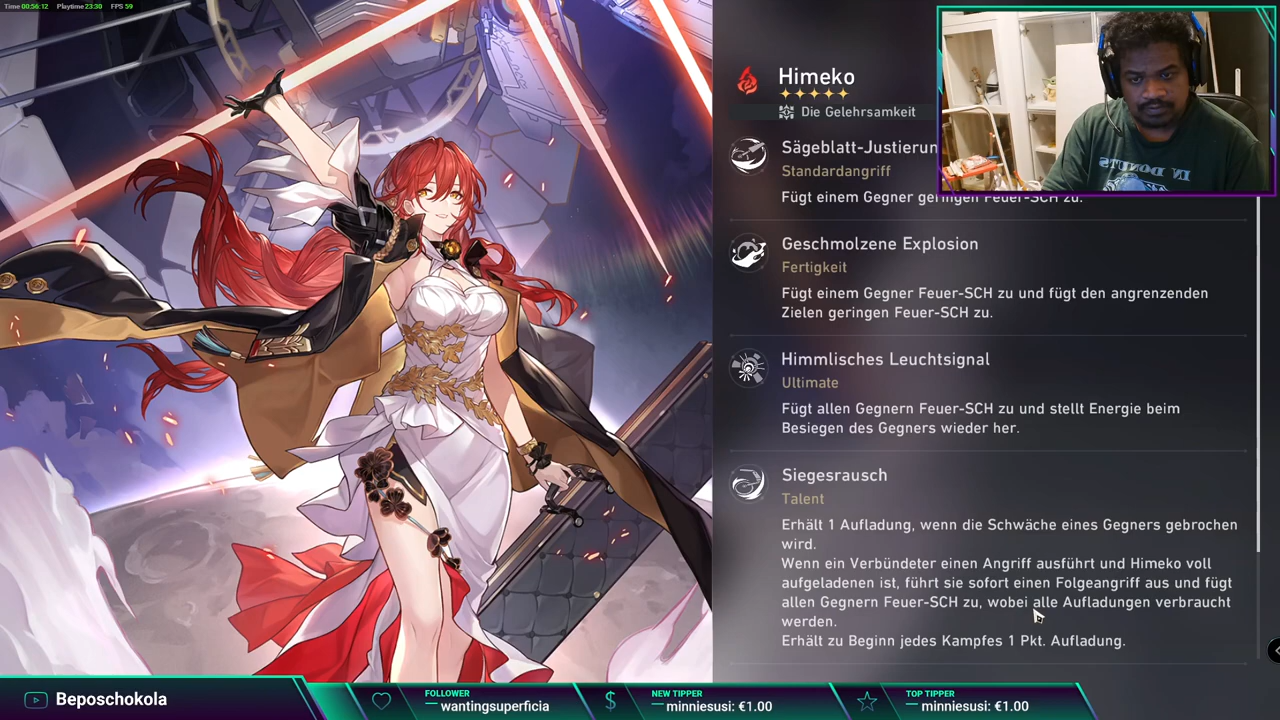 Time 00:56:12 Playtime 23:30 FPS 59
Himeko
Die Gelehrsamkeit
Sägeblatt-Justierun
Standardangriff
Fügt einem Gegner geringen Feuer-SCH zu.
Geschmolzene Explosion
Fertigkeit
Fügt einem Gegner Feuer-SCH zu und fügt den angrenzenden
Zielen geringen Feuer-SCH zu.
Himmlisches Leuchtsignal
Ultimate
Fügt allen Gegnern Feuer-SCH zu und stellt Energie beim
Besiegen des Gegners wieder her.
Siegesrausch
Talent
Erhält 1 Aufladung, wenn die Schwäche eines Gegners gebrochen
wird.
Wenn ein Verbündeter einen Angriff ausführt und Himeko voll
aufgeladenen ist, führt sie sofort einen Folgeangriff aus und fügt
allen Gegnern Feuer-SCH zu, wobei alle Aufladungen verbraucht
werden.
Erhält zu Beginn jedes Kampfes 1 Pkt. Aufladung.
IN DONUTS
Beposchokola
FOLLOWER
wantingsuperficia
$
NEW TIPPER
minniesusi: €1.00
TOP TIPPER
minniesusi: €1.00